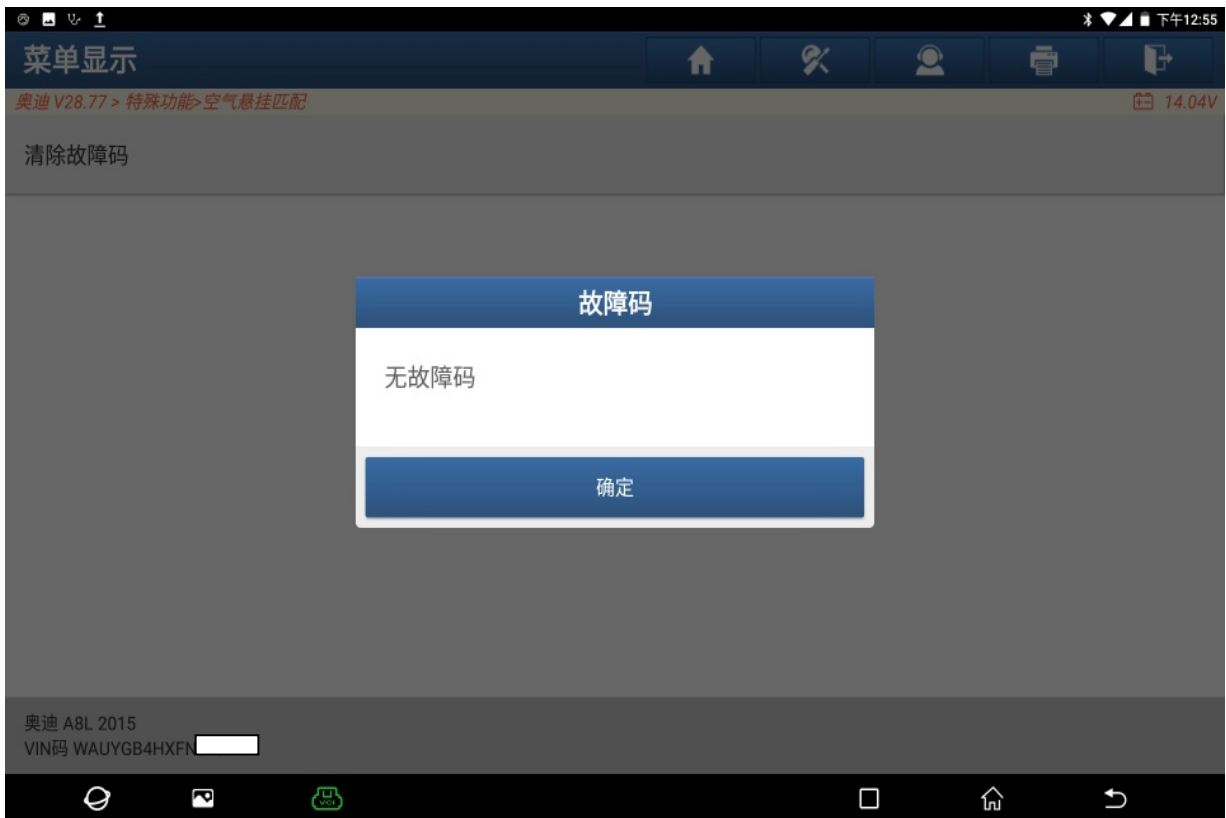 下午12:55
菜单显示
奥迪 V28.77 > 特殊功能>空气悬挂匹配
14.04V
清除故障码
故障码
无故障码
确定
奥迪 A8L 2015
VIN码 WAUYGB4HXFN
VCI